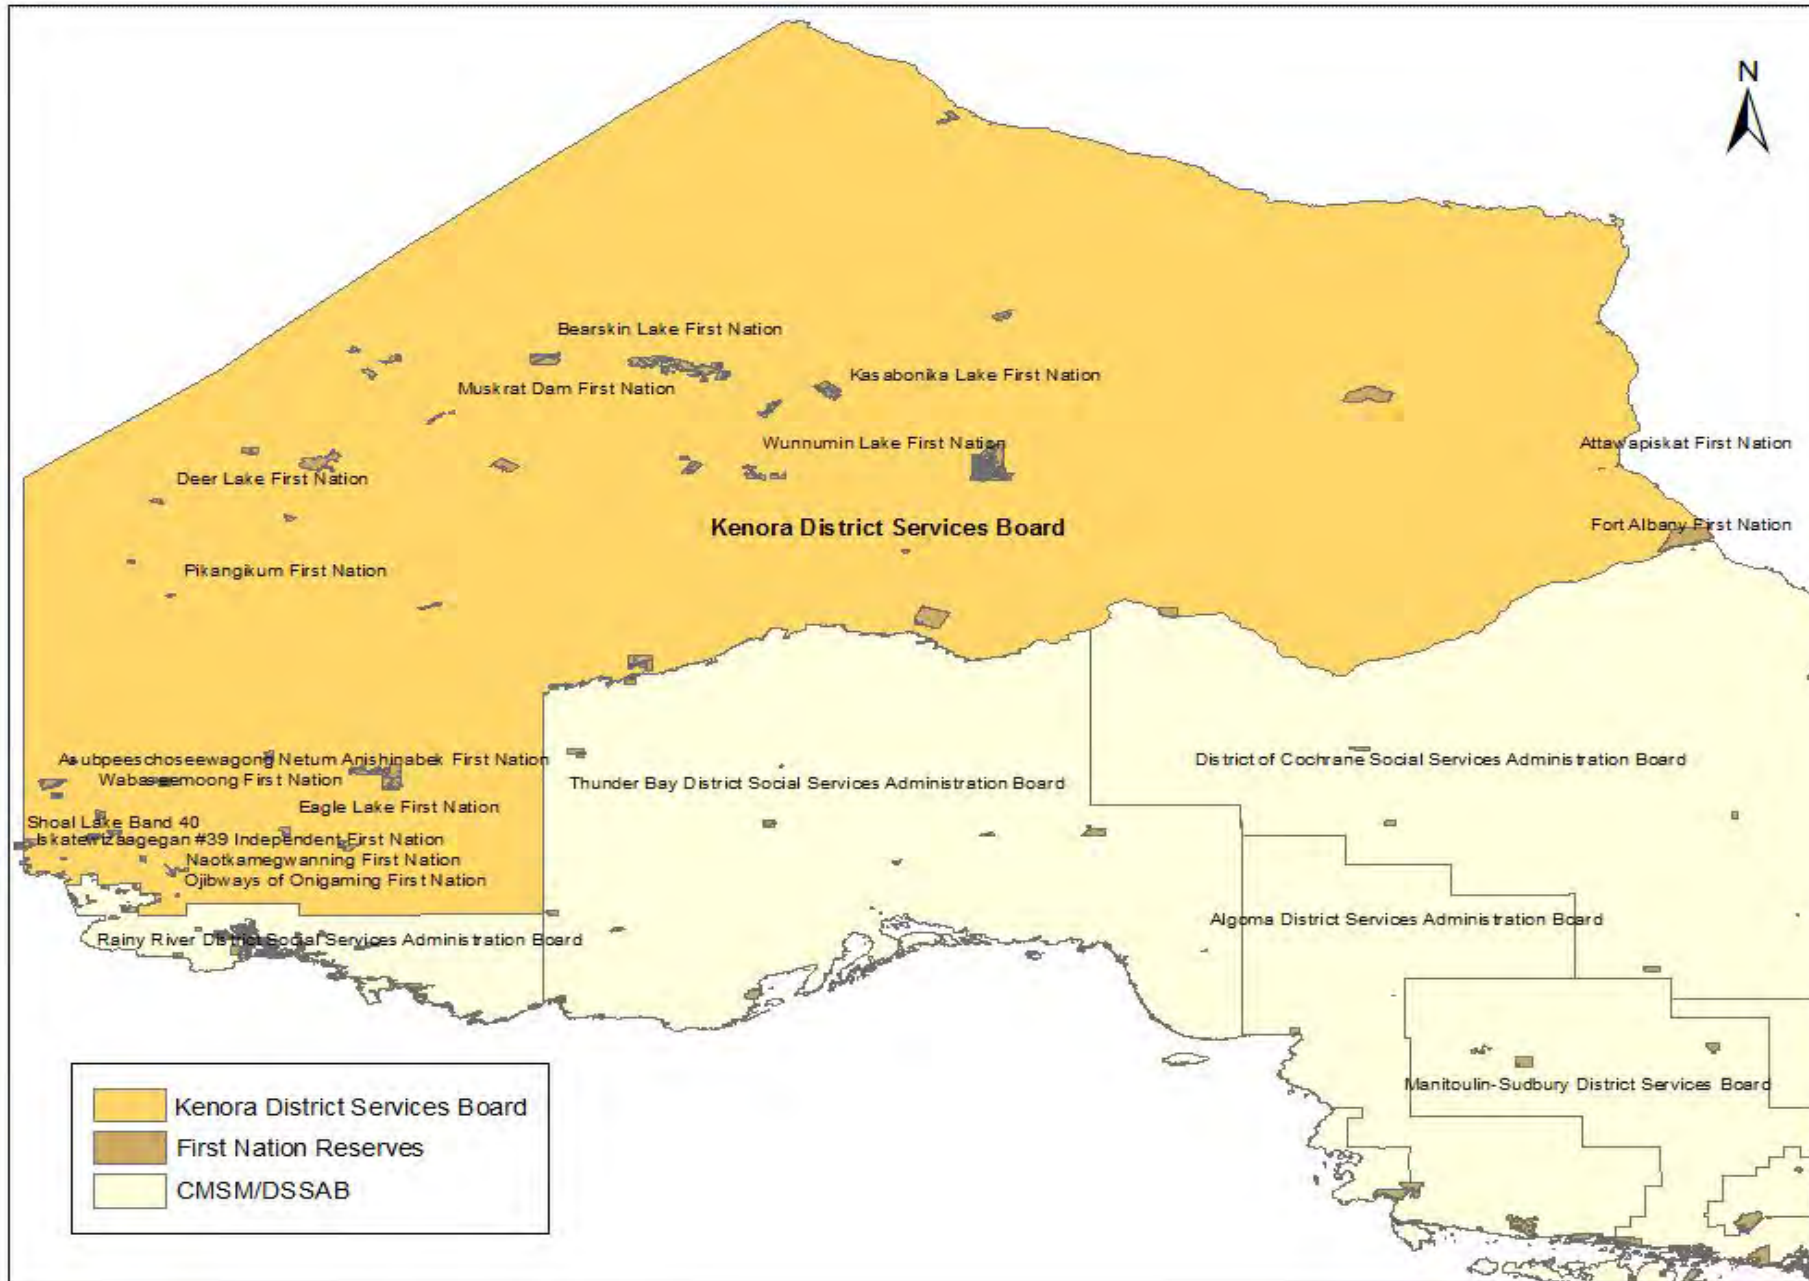 N
Bearskin Lake First Nation
Kasabonika Lake First Nation
Muskrat Dam First Nation
Wunnumin Lake First Nation
Attawapiskat First Nation
Deer Lake First Nation
Kenora District Services Board
Fort Albany First Nation
Pikangikum First Nation
Asubpeeschoseewagong Netum Anishinabek First Nation
District of Cochrane Social Services Administration Board
Wabaseemoong First Nation
Thunder Bay District Social Services Administration Board
Eagle Lake First Nation
Shoal Lake Band 40
Iskatewizaagegan #39 Independent First Nation
Naotkamegwanning First Nation
Ojibways of Onigaming First Nation
Algoma District Services Administration Board
Rainy River District Social Services Administration Board
Manitoulin-Sudbury District Services Board
Kenora District Services Board
First Nation Reserves
CMSM/DSSAB